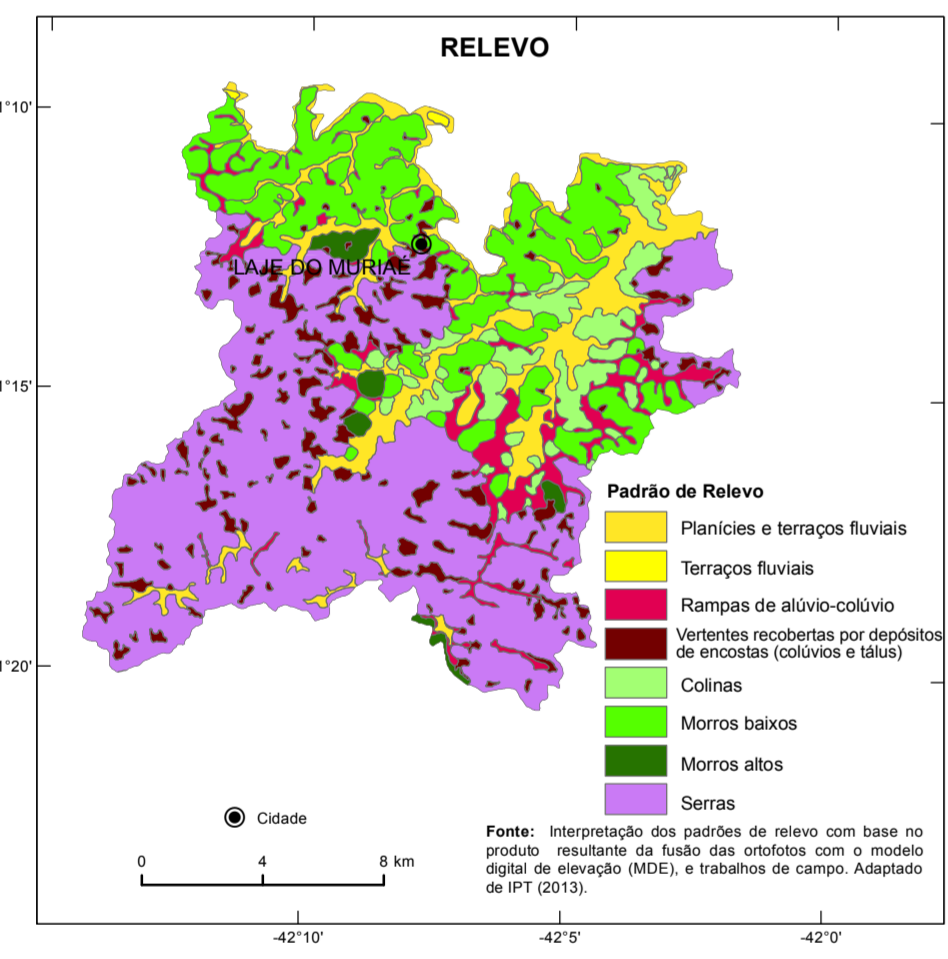 RELEVO
1°10'
LAJE DO MURIAÉ
1°15'
Padrão de Relevo
Planícies e terraços fluviais
Terraços fluviais
Rampas de alúvio-colúvio
Vertentes recobertas por depósitos
de encostas (colúvios e tálus)
1°20'
Colinas
Morros baixos
Morros altos
Serras
Cidade
Fonte: Interpretação dos padrões de relevo com base no
produto resultante da fusão das ortofotos com o modelo
digital de elevação (MDE), e trabalhos de campo. Adaptado
de IPT (2013).
0 4 8 km
-42°10' -42°5' -42°0'